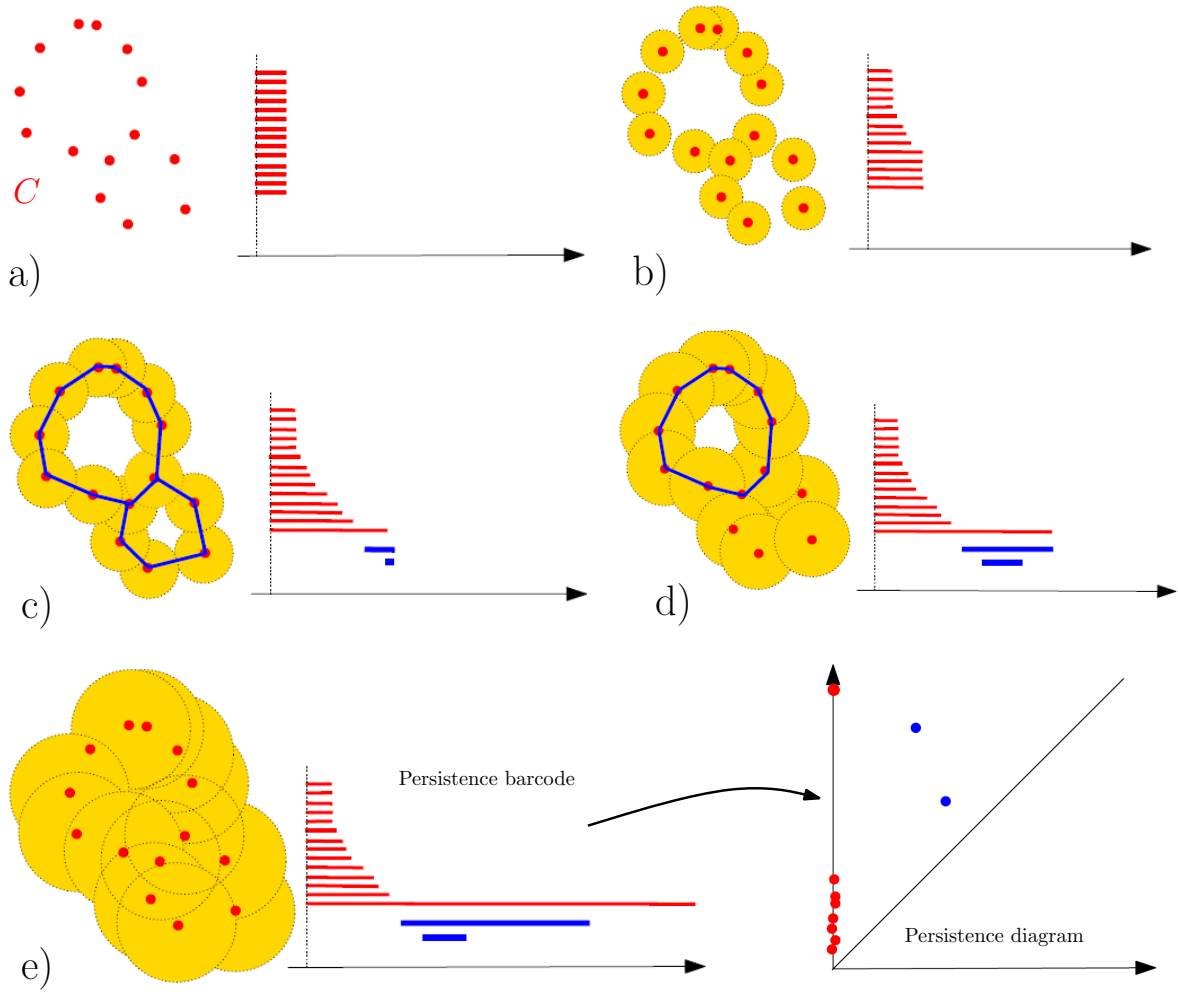 C
a)
b)
c)
d)
Persistence barcode
Persistence diagram
e)